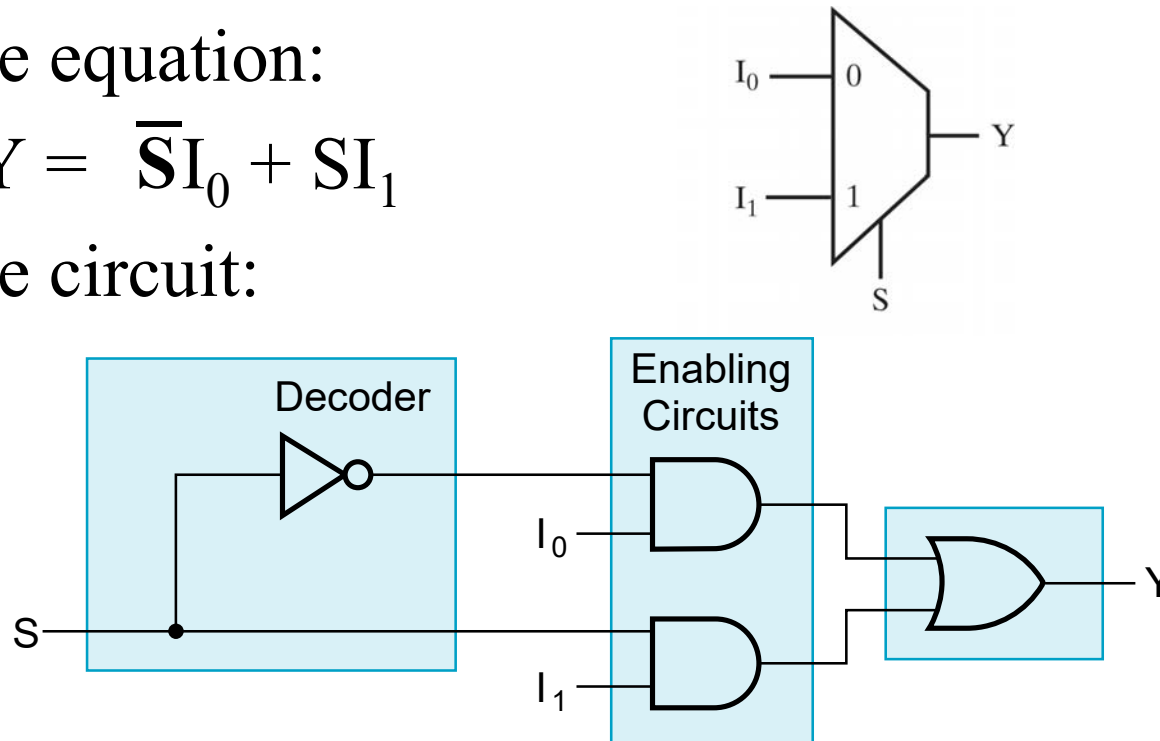 e equation:
Y = S̅I₀ + SI₁
e circuit:
I₀
0
Y
I₁
1
S
Decoder
Enabling
Circuits
I₀
S
I₁
Y